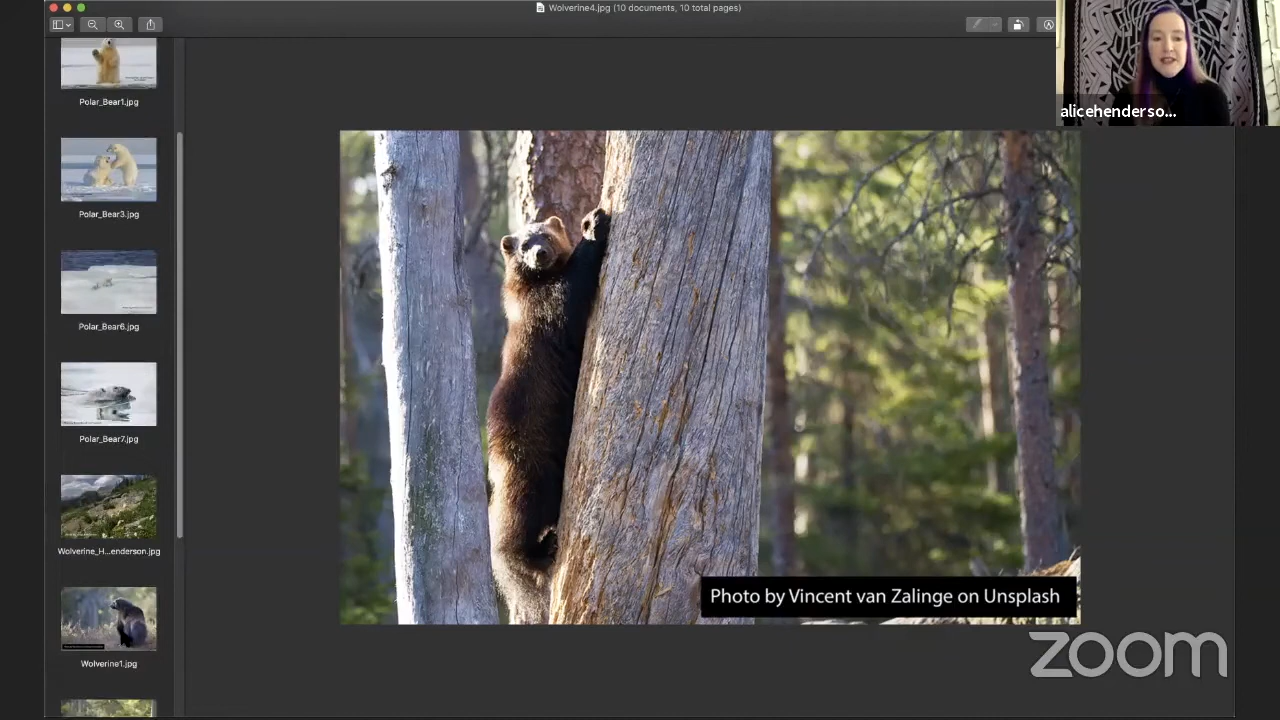 Wolverine4.jpg (10 documents, 10 total pages)
alicehenderso...
Polar_Bear1.jpg
Polar_Bear3.jpg
Polar_Bear6.jpg
Polar_Bear7.jpg
Wolverine_H...enderson.jpg
Wolverine1.jpg
Photo by Vincent van Zalinge on Unsplash
zoom